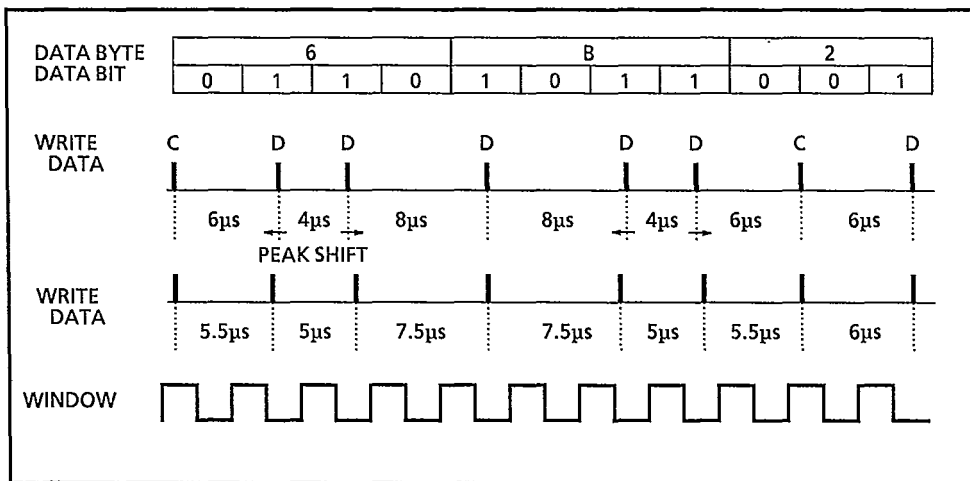 DATA BYTE 6 B 2
DATA BIT 0 1 1 0 1 0 1 1 0 0 1
WRITE C D D D D D C D
DATA
6μs 4μs 8μs 8μs 4μs 6μs 6μs
PEAK SHIFT
WRITE
DATA
5.5μs 5μs 7.5μs 7.5μs 5μs 5.5μs 6μs
WINDOW